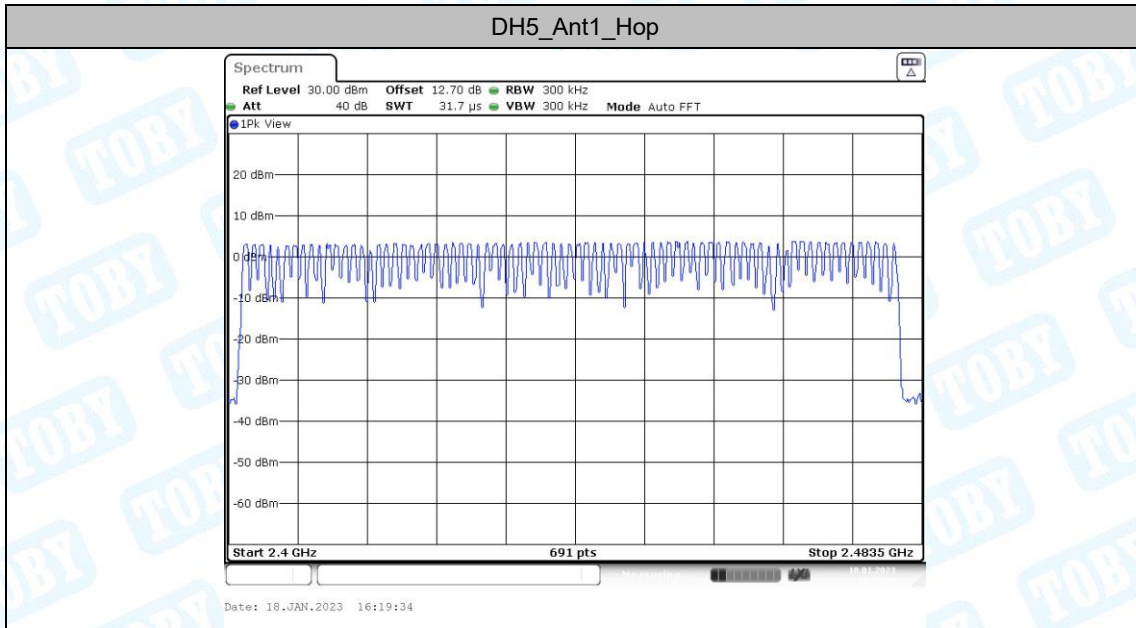 DH5_Ant1_Hop
Spectrum
Ref Level 30.00 dBm Offset 12.70 dB RBW 300 kHz
Att 40 dB SWT 31.7 µs VBW 300 kHz Mode Auto FFT
1Pk View
20 dBm
10 dBm
0 dBm
-10 dBm
-20 dBm
-30 dBm
-40 dBm
-50 dBm
-60 dBm
Start 2.4 GHz 691 pts Stop 2.4835 GHz
Date: 18.JAN.2023 16:19:34
TOBY